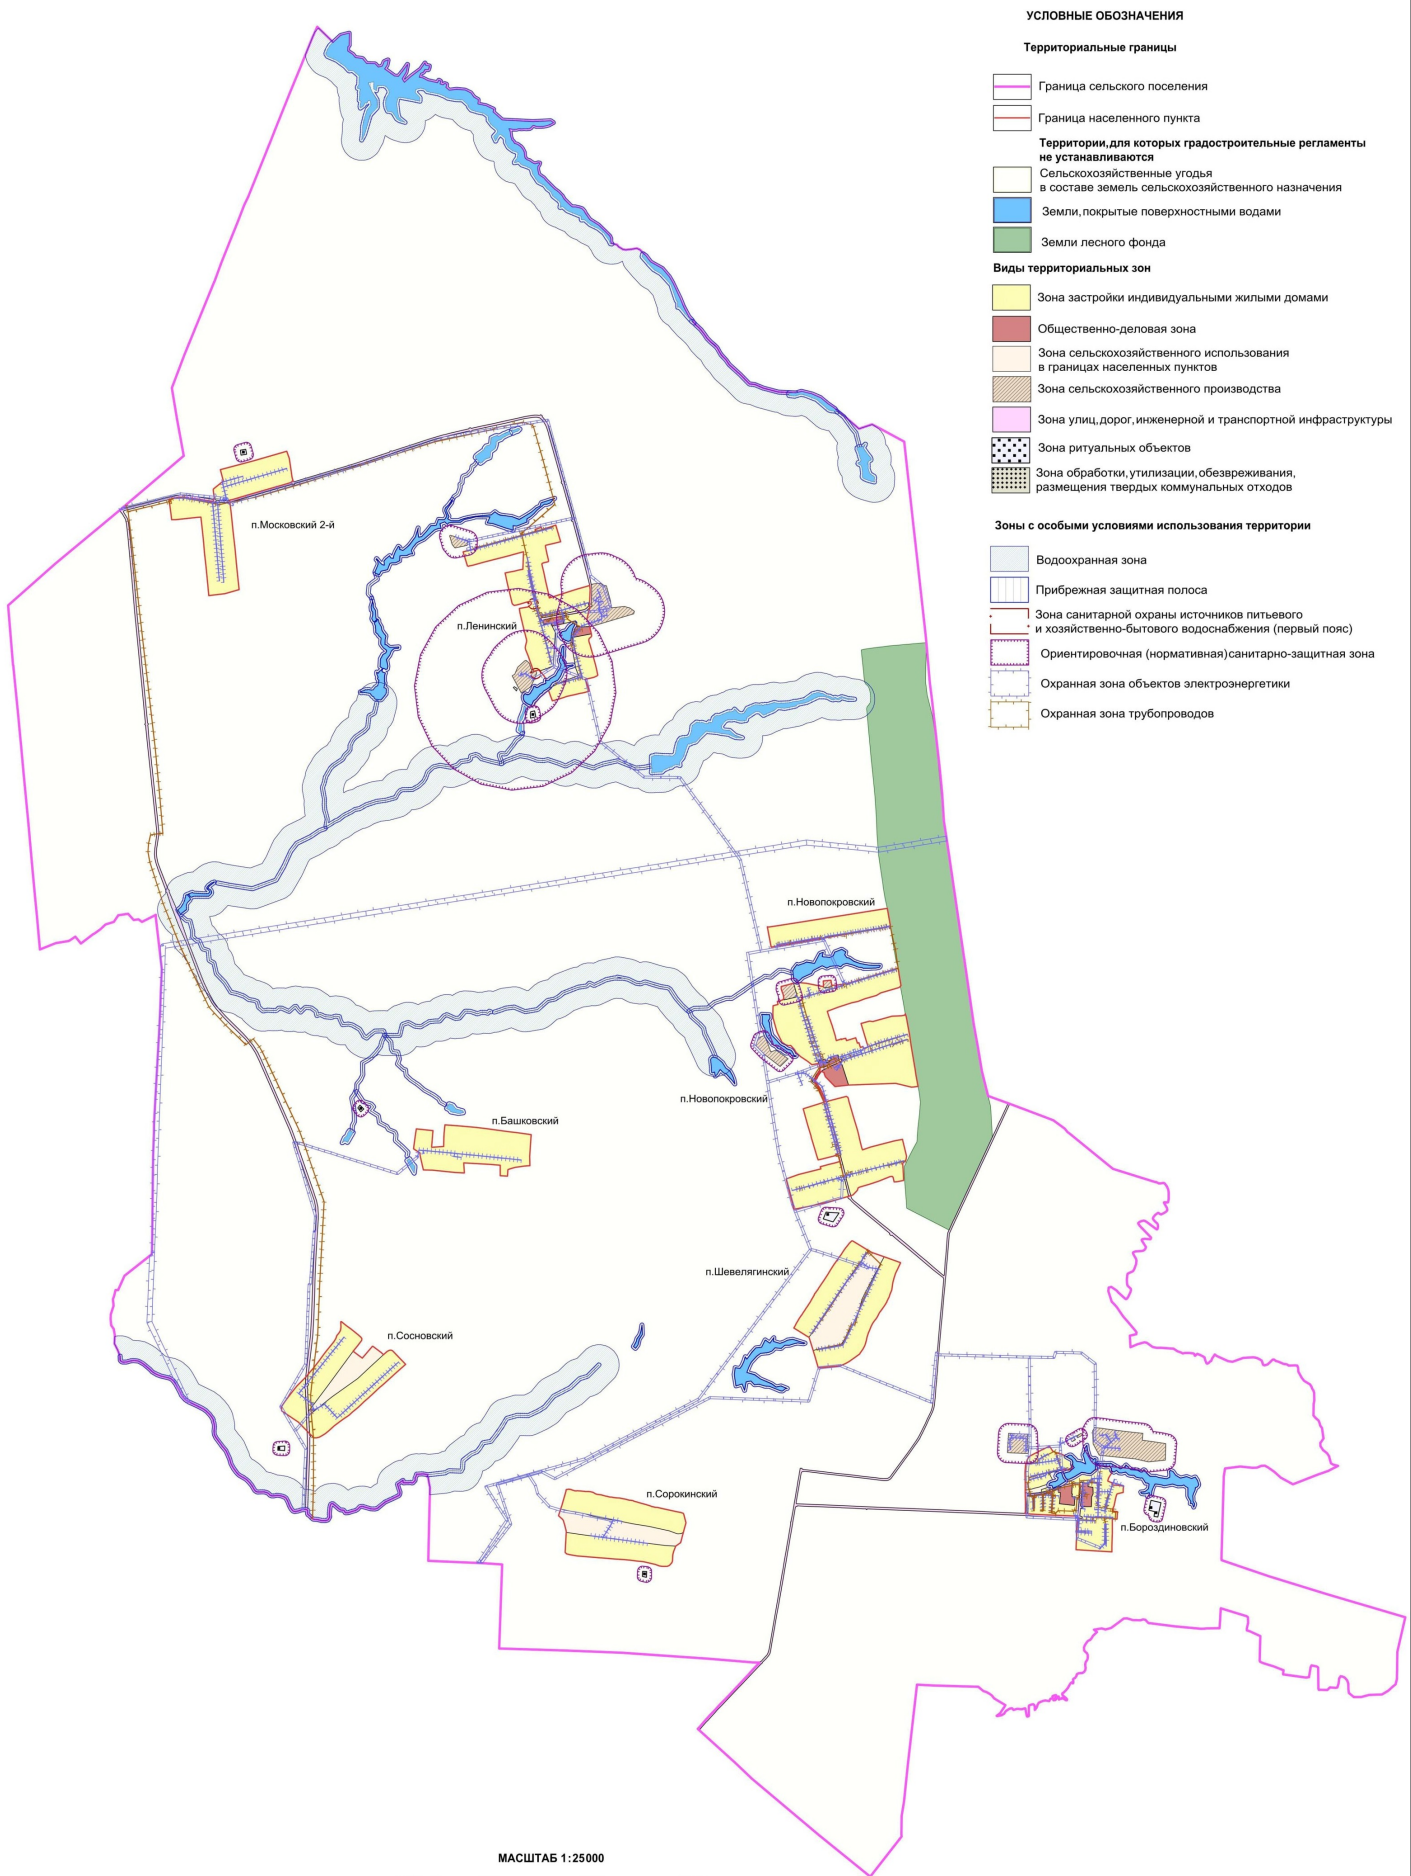 УСЛОВНЫЕ ОБОЗНАЧЕНИЯ
Территориальные границы
Граница сельского поселения
Граница населенного пункта
Территории,для которых градостроительные регламенты
не устанавливаются
Сельскохозяйственные угодья
в составе земель сельскохозяйственного назначения
Земли,покрытые поверхностными водами
Земли лесного фонда
Виды территориальных зон
Зона застройки индивидуальными жилыми домами
Общественно-деловая зона
Зона сельскохозяйственного использования
в границах населенных пунктов
Зона сельскохозяйственного производства
Зона улиц,дорог,инженерной и транспортной инфраструктуры
Зона ритуальных объектов
Зона обработки,утилизации,обезвреживания,
размещения твердых коммунальных отходов
Зоны с особыми условиями использования территории
Водоохранная зона
Прибрежная защитная полоса
Зона санитарной охраны источников питьевого
и хозяйственно-бытового водоснабжения (первый пояс)
Ориентировочная (нормативная)санитарно-защитная зона
Охранная зона объектов электроэнергетики
Охранная зона трубопроводов
п.Московский 2-й
п.Ленинский
п.Новопокровский
п.Новопокровский
п.Башковский
п.Шевелягинский
п.Сосновский
п.Сорокинский
п.Бороздиновский
МАСШТАБ 1:25000